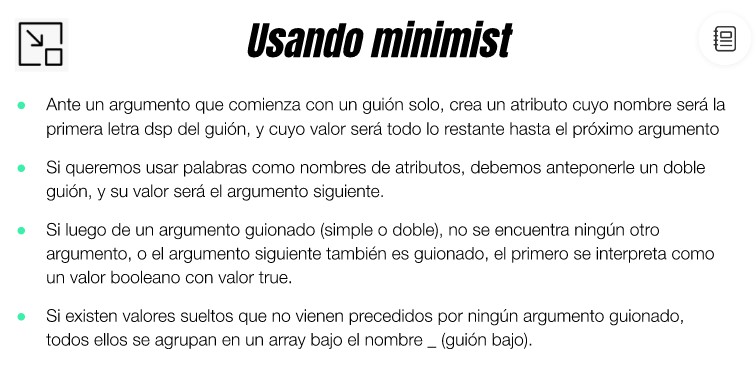 Usando minimist
Ante un argumento que comienza con un guión solo, crea un atributo cuyo nombre será la
primera letra dsp del guión, y cuyo valor será todo lo restante hasta el próximo argumento
Si queremos usar palabras como nombres de atributos, debemos anteponerle un doble
guión, y su valor será el argumento siguiente.
Si luego de un argumento guionado (simple o doble), no se encuentra ningún otro
argumento, o el argumento siguiente también es guionado, el primero se interpreta como
un valor booleano con valor true.
Si existen valores sueltos que no vienen precedidos por ningún argumento guionado,
todos ellos se agrupan en un array bajo el nombre _ (guión bajo).